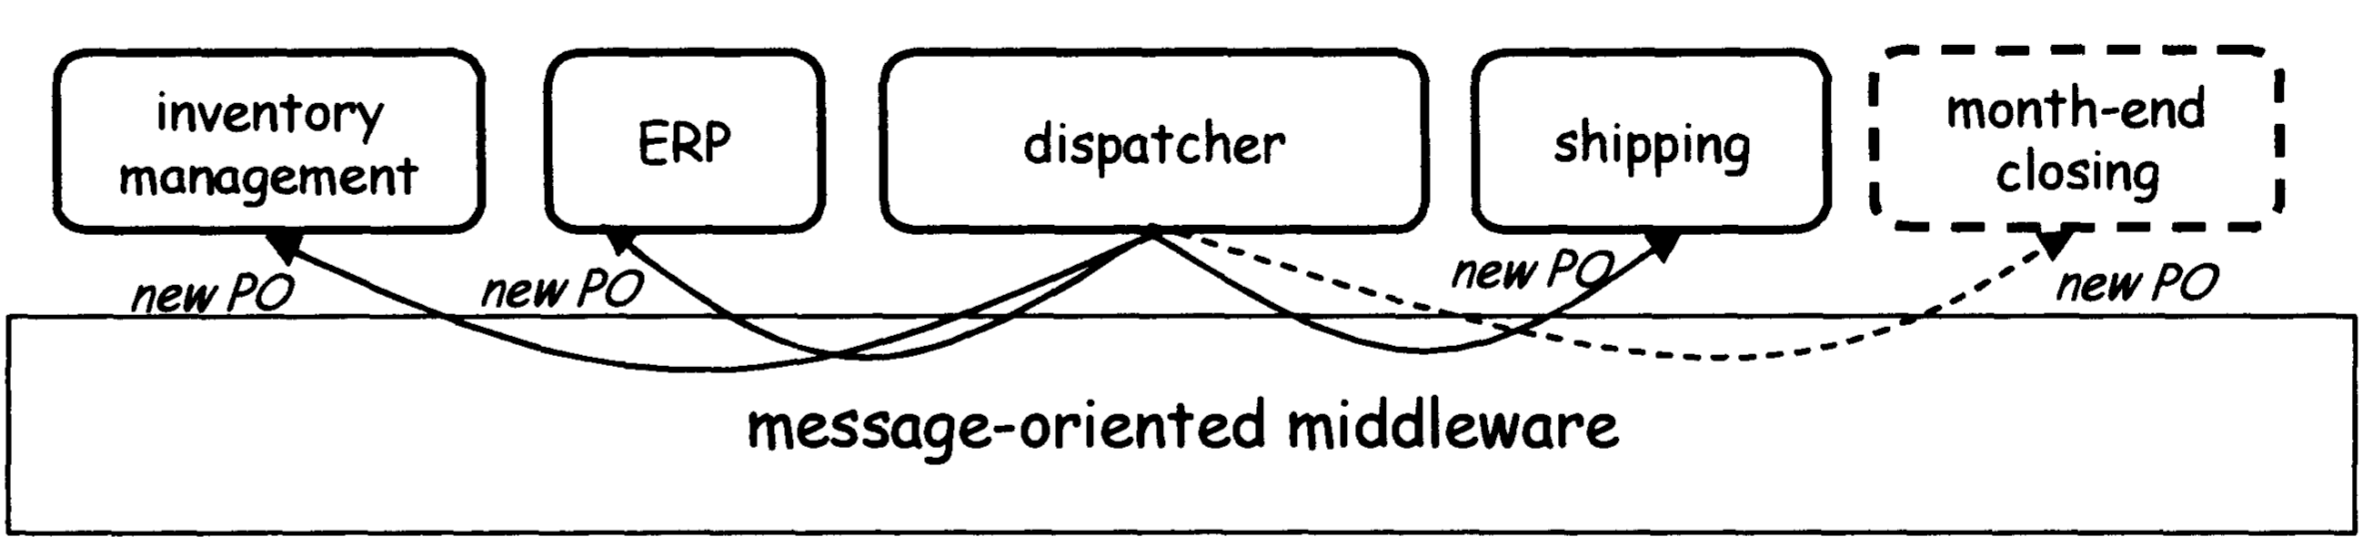 inventory
management
ERP
dispatcher
shipping
month-end
closing
new PO
new PO
new PO
new PO
message-oriented middleware